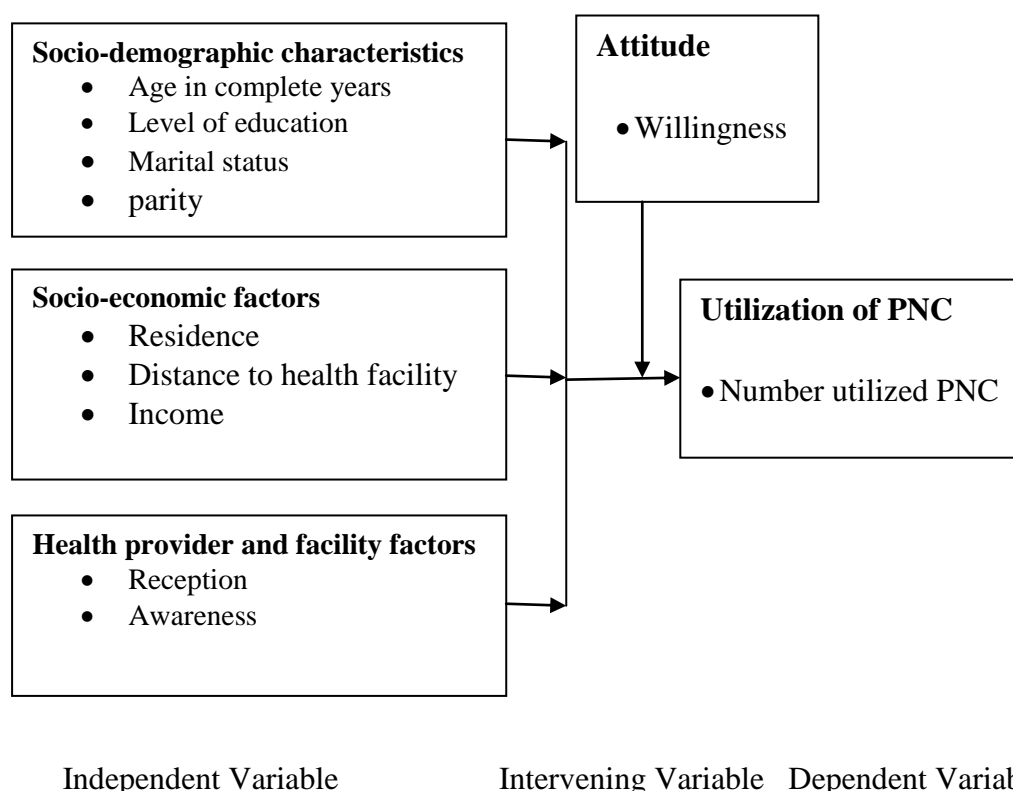 Socio-demographic characteristics
• Age in complete years
• Level of education
• Marital status
• parity
Attitude
• Willingness
Socio-economic factors
• Residence
• Distance to health facility
• Income
Utilization of PNC
• Number utilized PNC
Health provider and facility factors
• Reception
• Awareness
Independent Variable Intervening Variable Dependent Variab